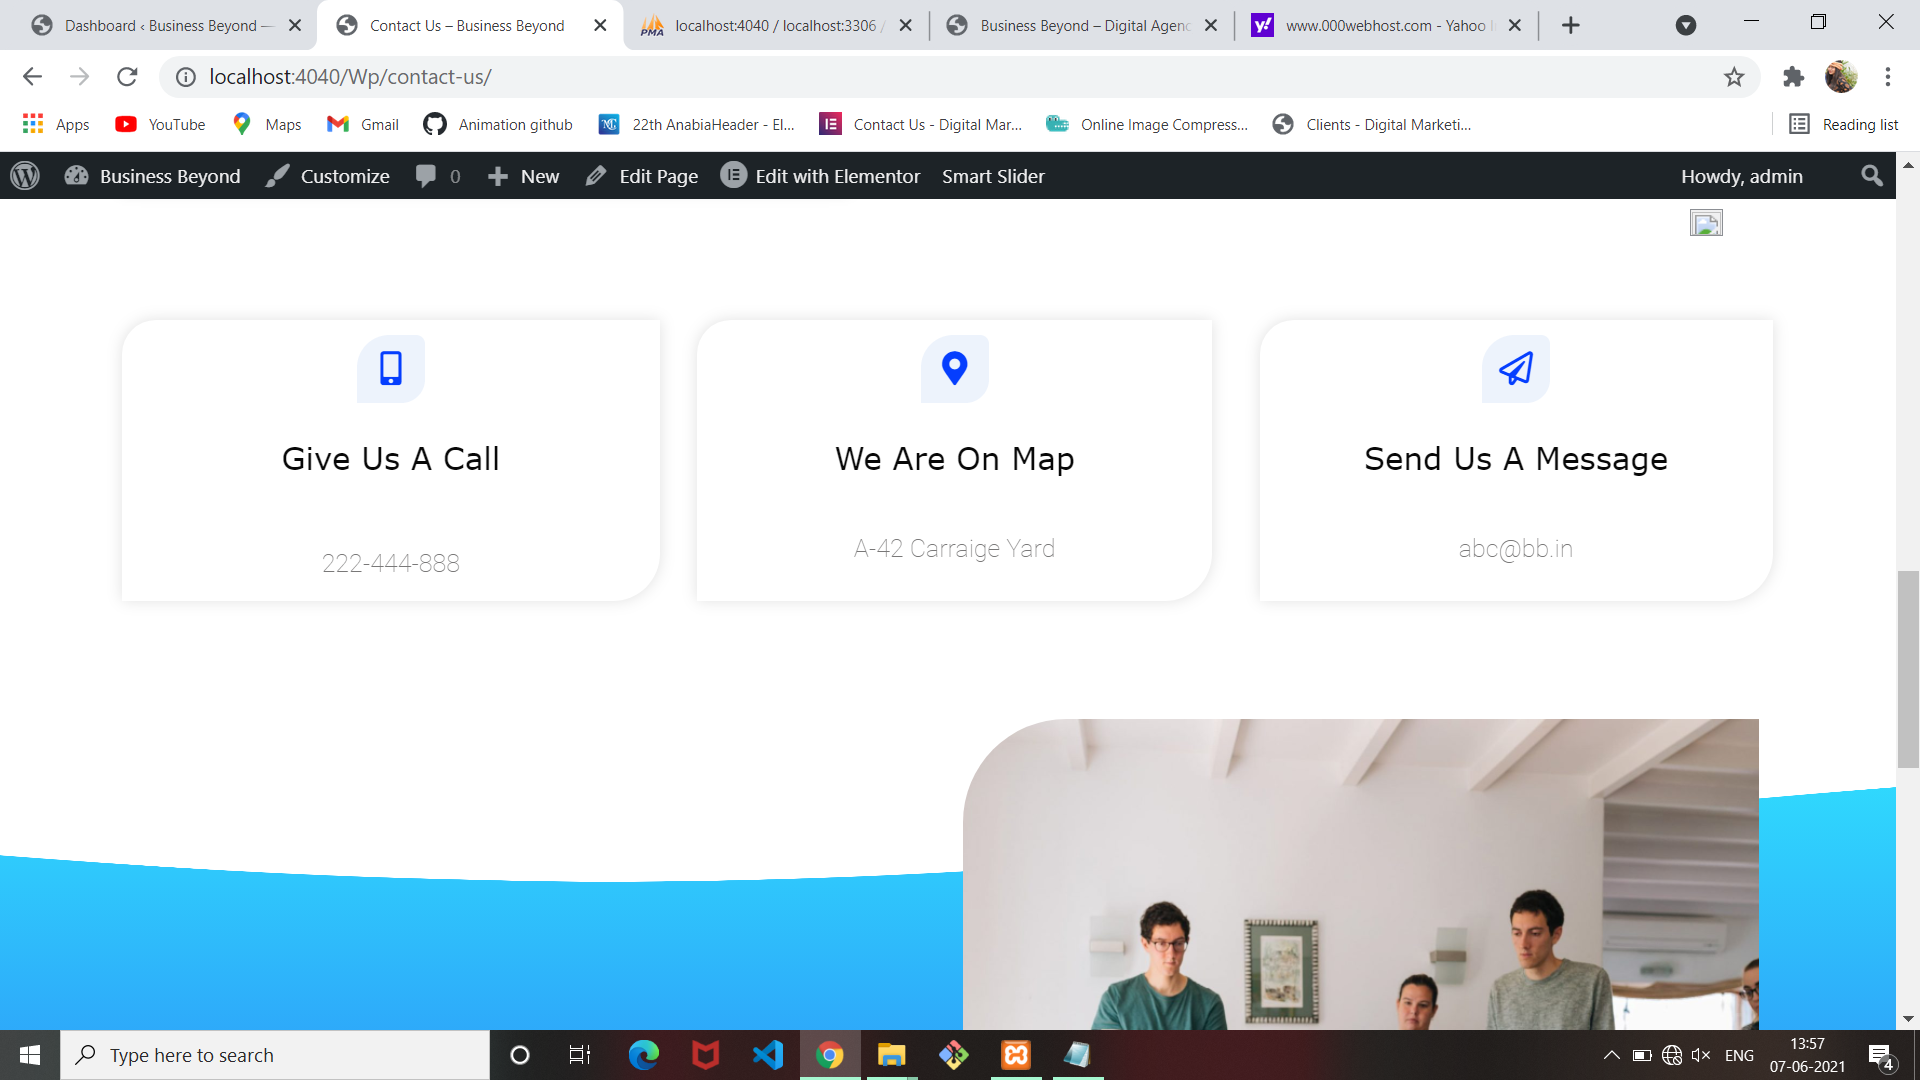 Dashboard ‹ Business Beyond —
Contact Us – Business Beyond
PMA
localhost:4040 / localhost:3306 /
Business Beyond – Digital Agenc
y!
www.000webhost.com - Yahoo I
localhost:4040/Wp/contact-us/
Apps
YouTube
Maps
Gmail
Animation github
22th AnabiaHeader - El...
Contact Us - Digital Mar...
Online Image Compress...
Clients - Digital Marketi...
Reading list
Business Beyond
Customize
0
New
Edit Page
Edit with Elementor
Smart Slider
Howdy, admin
Give Us A Call
222-444-888
We Are On Map
A-42 Carraige Yard
Send Us A Message
abc@bb.in
Type here to search
ENG
13:57
07-06-2021
4